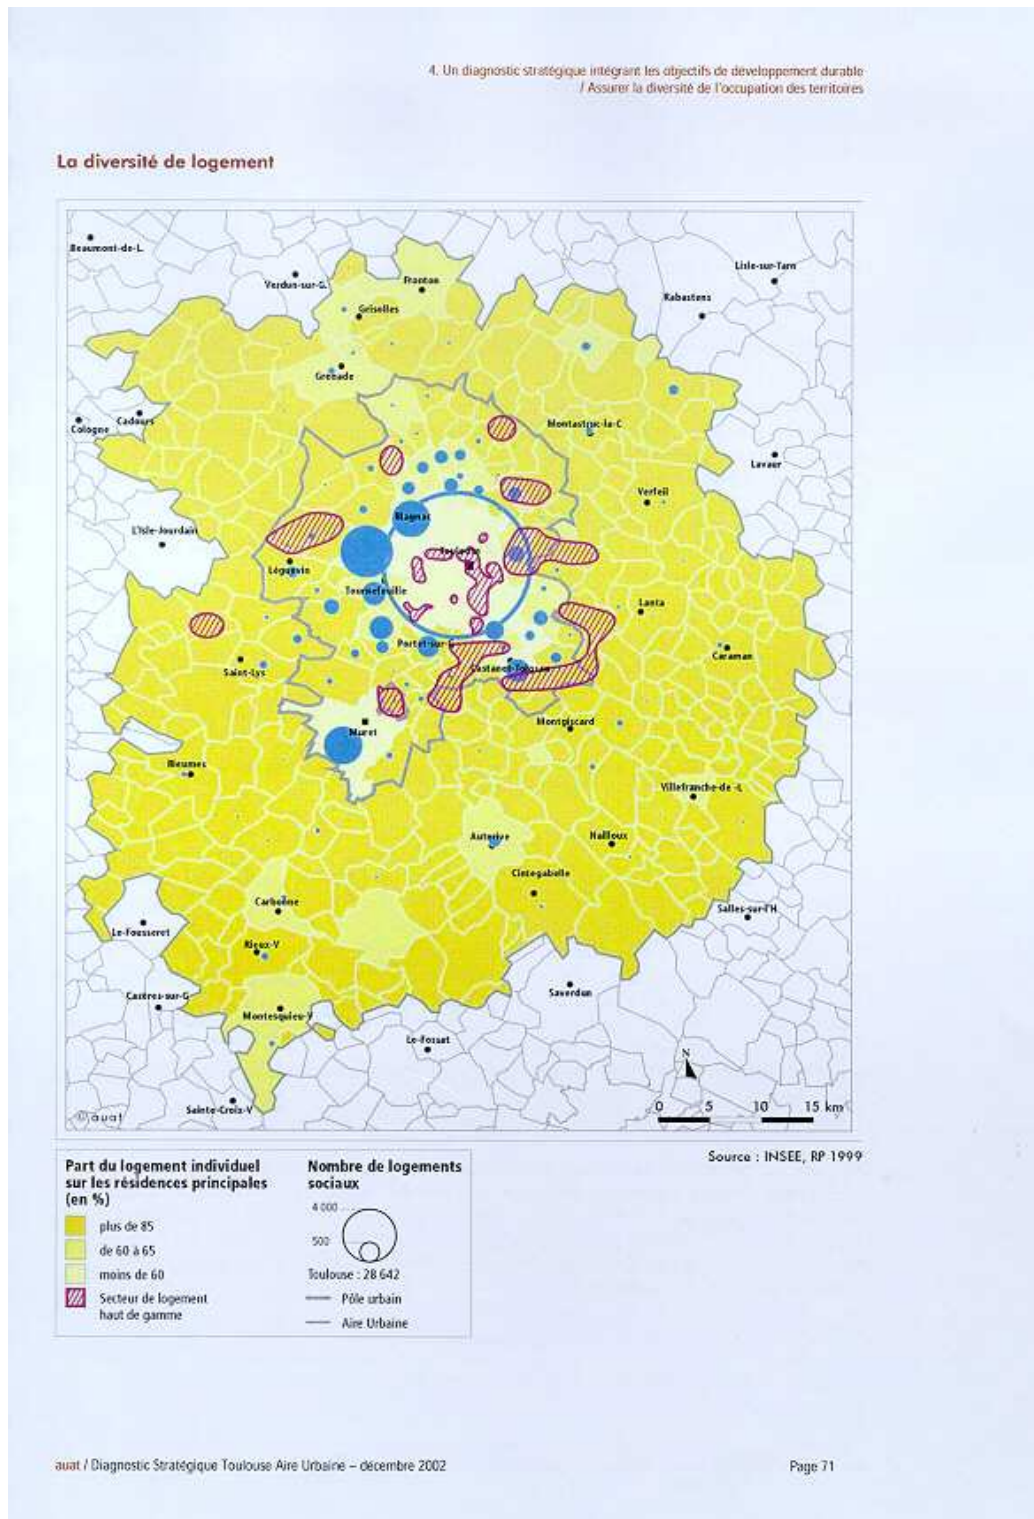 4. Un diagnostic stratégique intégrant les objectifs de développement durable
/ Assurer la diversité de l'occupation des territoires
La diversité de logement
Beaumont-de-L.
Verdun-sur-G.
Fronton
Lisle-sur-Tarn
Grisolles
Rabastens
Grenade
Cadours
Cologne
Montastruc-la-C
Lavaur
Verfeil
Blagnac
L'Isle-Jourdain
Toulouse
Léguevin
Tournefeuille
Lanta
Portet-sur-G
Caraman
Saint-Lys
Castanet-Tolosan
Montgiscard
Muret
Rieumes
Villefranche-de -L
Auterive
Nailloux
Cintegabelle
Carbonne
Salles-sur-l'H
Le-Fousseret
Rieux-V
Cazères-sur-G
Saverdun
Montesquieu-V
Le-Fossat
N
Sainte-Croix-V
© auat
0 5 10 15 km
Source : INSEE, RP 1999
Part du logement individuel
sur les résidences principales
(en %)
plus de 85
de 60 à 65
moins de 60
Secteur de logement
haut de gamme
Nombre de logements
sociaux
4 000
500
Toulouse : 28 642
Pôle urbain
Aire Urbaine
auat / Diagnostic Stratégique Toulouse Aire Urbaine – décembre 2002
Page 71